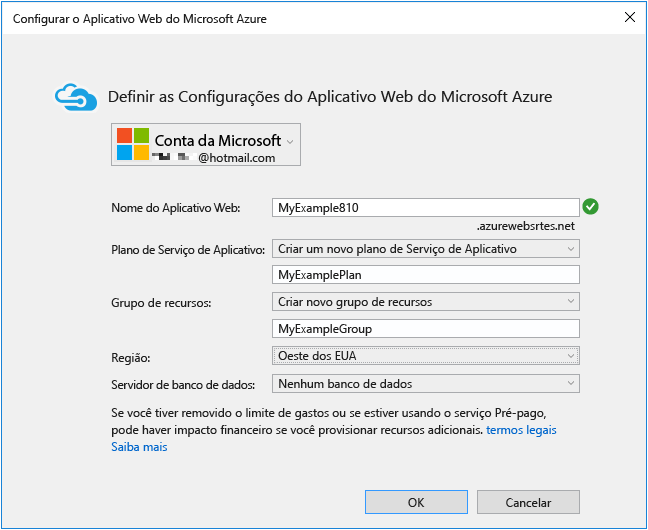 Configurar o Aplicativo Web do Microsoft Azure
Definir as Configurações do Aplicativo Web do Microsoft Azure
Conta da Microsoft
@hotmail.com
Nome do Aplicativo Web: MyExample810
.azurewebsrtes.net
Plano de Serviço de Aplicativo: Criar um novo plano de Serviço de Aplicativo
MyExamplePlan
Grupo de recursos: Criar novo grupo de recursos
MyExampleGroup
Região: Oeste dos EUA
Servidor de banco de dados: Nenhum banco de dados
Se você tiver removido o limite de gastos ou se estiver usando o serviço Pré-pago,
pode haver impacto financeiro se você provisionar recursos adicionais. termos legais
Saiba mais
OK Cancelar